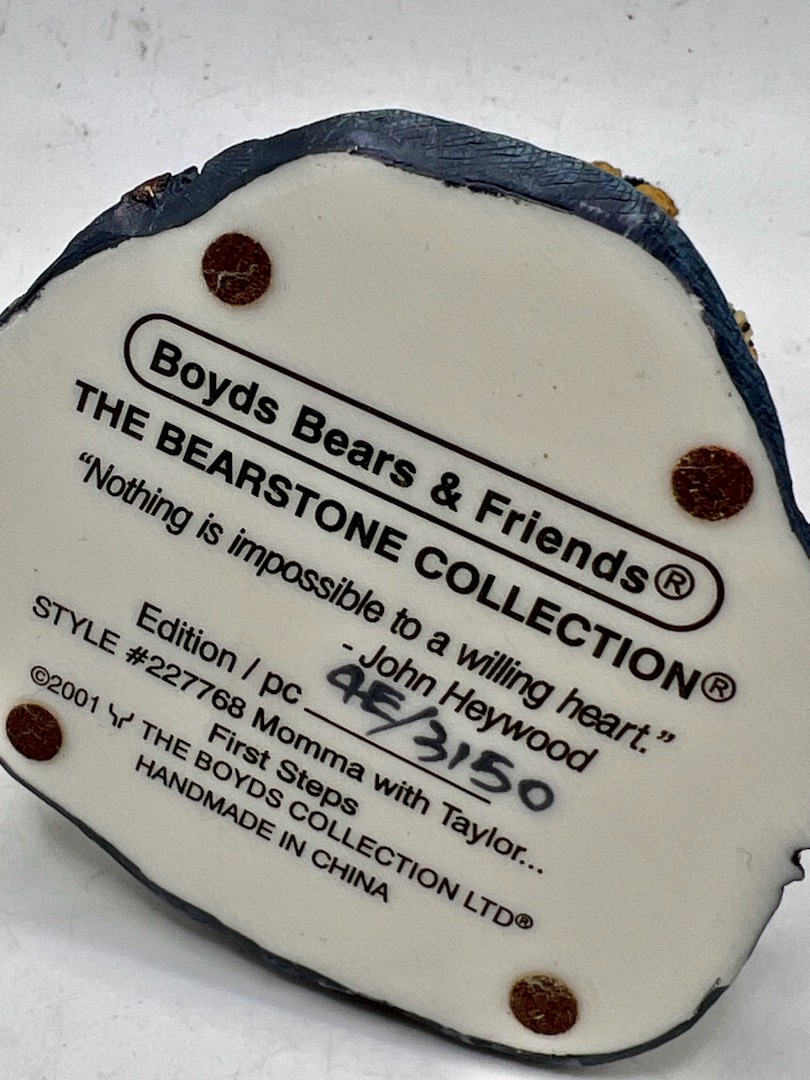 Boyds Bears & Friends®
THE BEARSTONE COLLECTION®
“Nothing is impossible to a willing heart.”
- John Heywood
Edition / pc 4E/3150
STYLE #227768 Momma with Taylor...
First Steps
©2001 THE BOYDS COLLECTION LTD®
HANDMADE IN CHINA